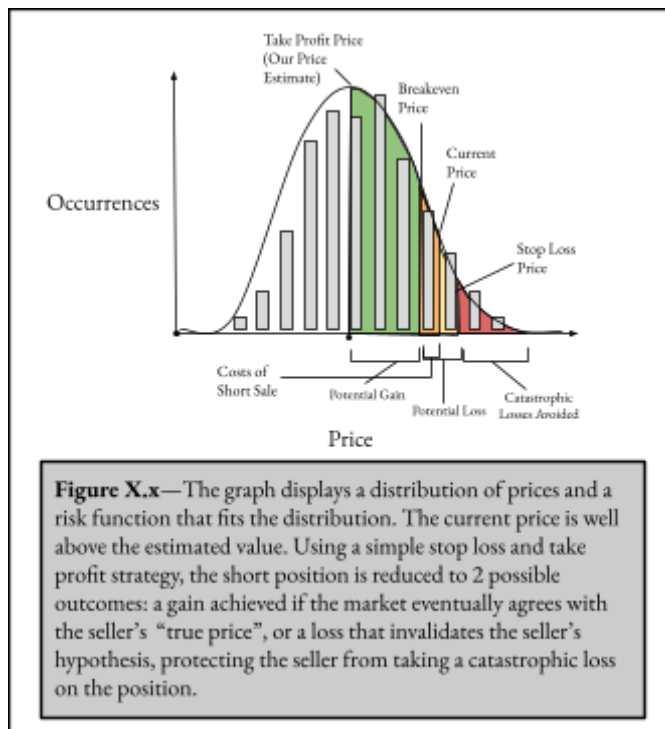 Take Profit Price
(Our Price
Estimate)
Breakeven
Price
Current
Price
Occurrences
Stop Loss
Price
Costs of
Short Sale
Potential Gain
Potential Loss
Catastrophic
Losses Avoided
Price
Figure X.x—The graph displays a distribution of prices and a
risk function that fits the distribution. The current price is well
above the estimated value. Using a simple stop loss and take
profit strategy, the short position is reduced to 2 possible
outcomes: a gain achieved if the market eventually agrees with
the seller's “true price”, or a loss that invalidates the seller's
hypothesis, protecting the seller from taking a catastrophic loss
on the position.